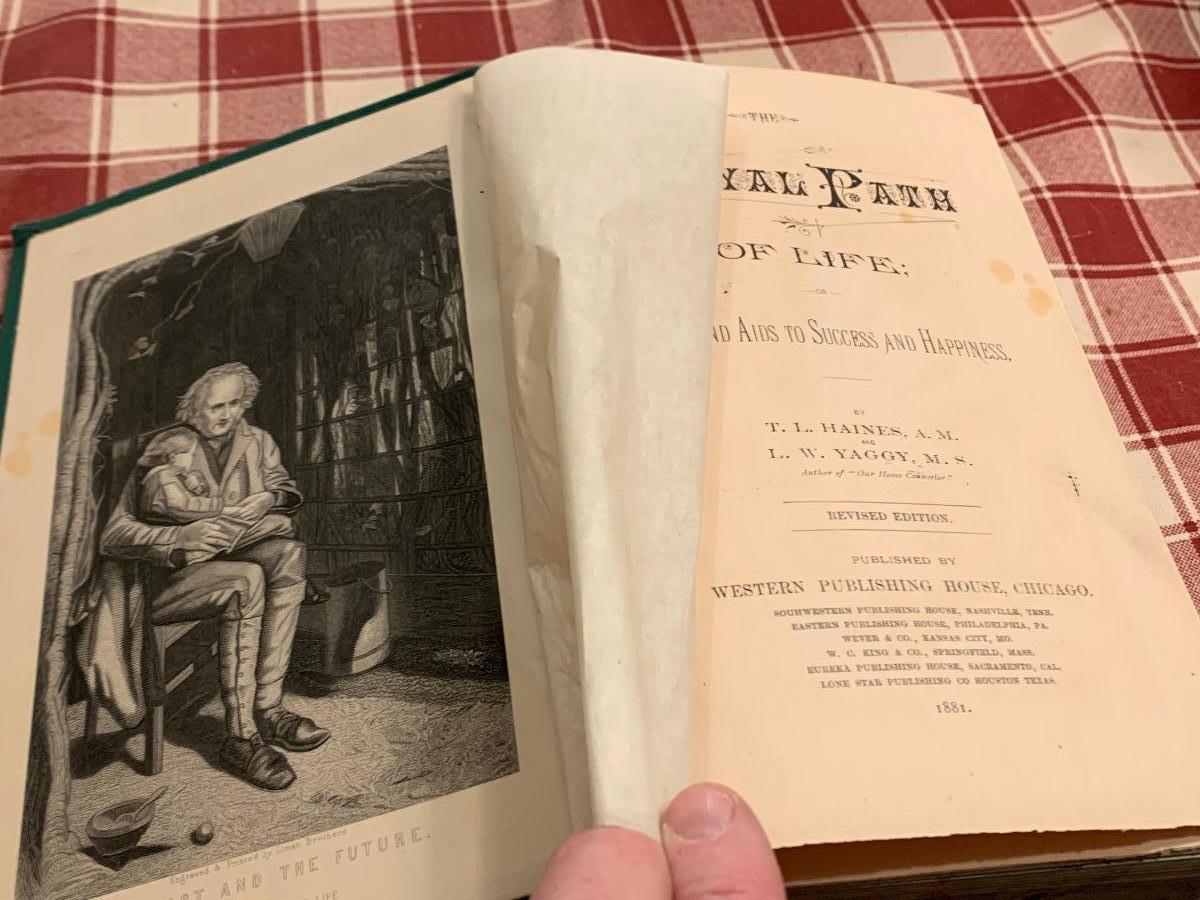 Engraved & Printed by Illman Brothers
AND THE FUTURE.
LIFE
THE
YAL PATH
OF LIFE;
OR
ND AIDS TO SUCCESS AND HAPPINESS.
BY
T. L. HAINES, A. M.
AND
L. W. YAGGY, M. S.
Author of "Our Home Counselor"
REVISED EDITION.
PUBLISHED BY
WESTERN PUBLISHING HOUSE, CHICAGO.
SOUTHWESTERN PUBLISHING HOUSE, NASHVILLE, TENN.
EASTERN PUBLISHING HOUSE, PHILADELPHIA, PA.
WEVER & CO., KANSAS CITY, MO.
W. C. KING & CO., SPRINGFIELD, MASS.
EUREKA PUBLISHING HOUSE, SACRAMENTO, CAL.
LONE STAR PUBLISHING CO HOUSTON TEXAS.
1881.